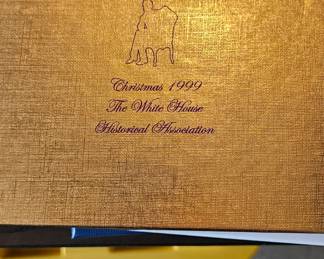 Christmas 1999
The White House
Historical Association